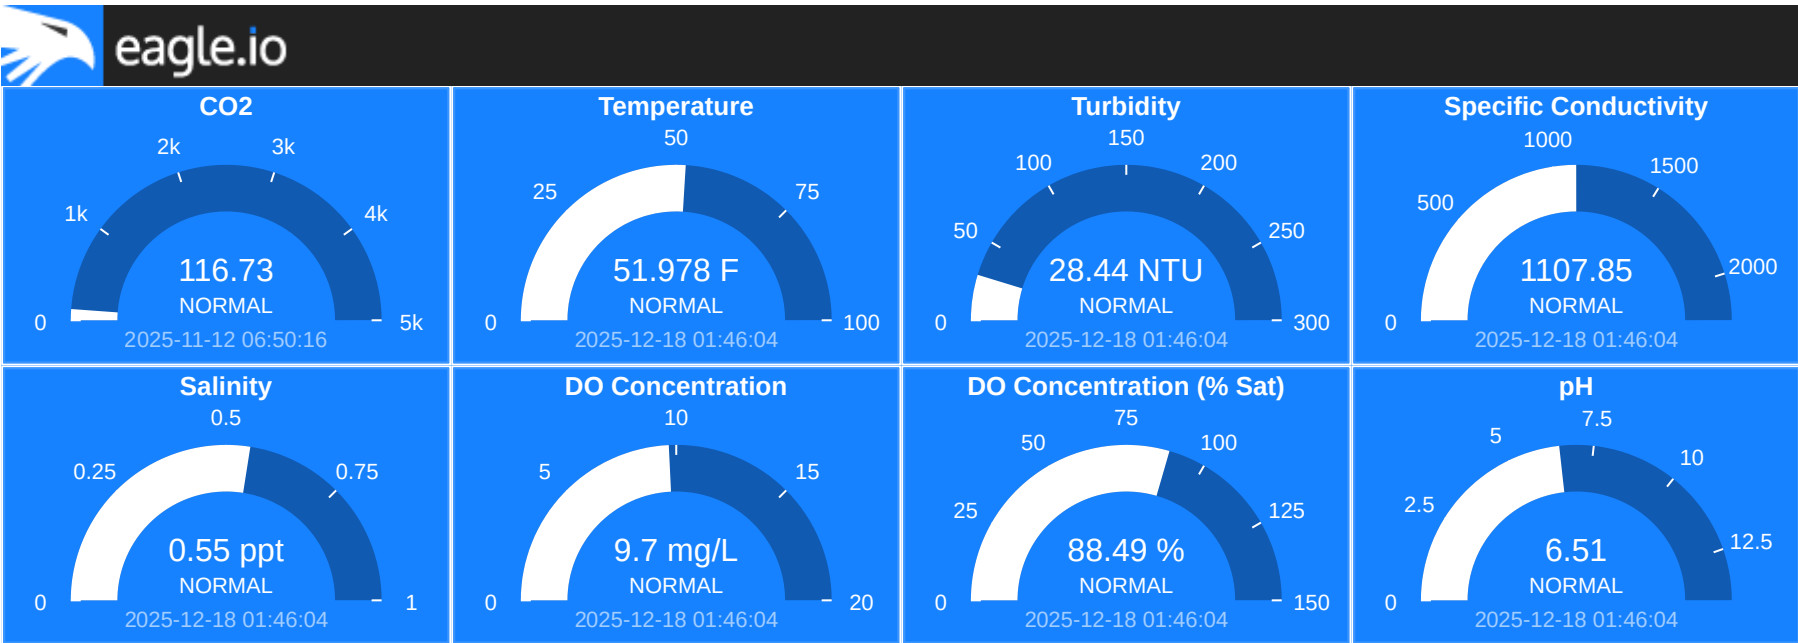 eagle.io
CO2
0
1k
2k
3k
4k
5k
116.73
NORMAL
2025-11-12 06:50:16
Temperature
0
25
50
75
100
51.978 F
NORMAL
2025-12-18 01:46:04
Turbidity
0
50
100
150
200
250
300
28.44 NTU
NORMAL
2025-12-18 01:46:04
Specific Conductivity
0
500
1000
1500
2000
1107.85
NORMAL
2025-12-18 01:46:04
Salinity
0
0.25
0.5
0.75
1
0.55 ppt
NORMAL
2025-12-18 01:46:04
DO Concentration
0
5
10
15
20
9.7 mg/L
NORMAL
2025-12-18 01:46:04
DO Concentration (% Sat)
0
25
50
75
100
125
150
88.49 %
NORMAL
2025-12-18 01:46:04
pH
0
2.5
5
7.5
10
12.5
6.51
NORMAL
2025-12-18 01:46:04